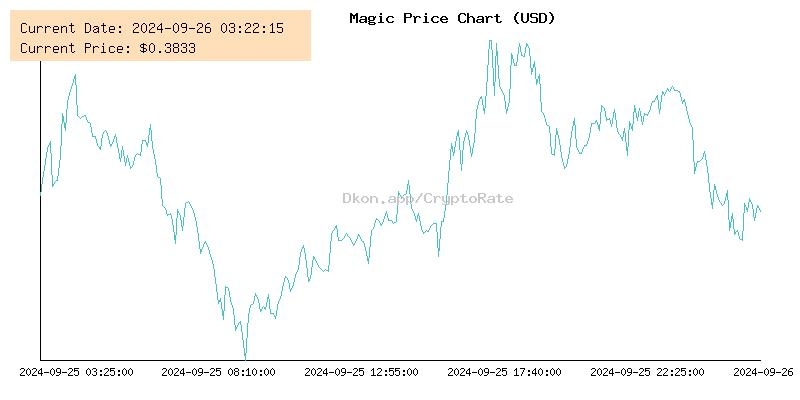 Magic Price Chart (USD)
Current Date: 2024-09-26 03:22:15
Current Price: $0.3833
Dkon.app/CryptoRate
2024-09-25 03:25:00 2024-09-25 08:10:00 2024-09-25 12:55:00 2024-09-25 17:40:00 2024-09-25 22:25:00 2024-09-26